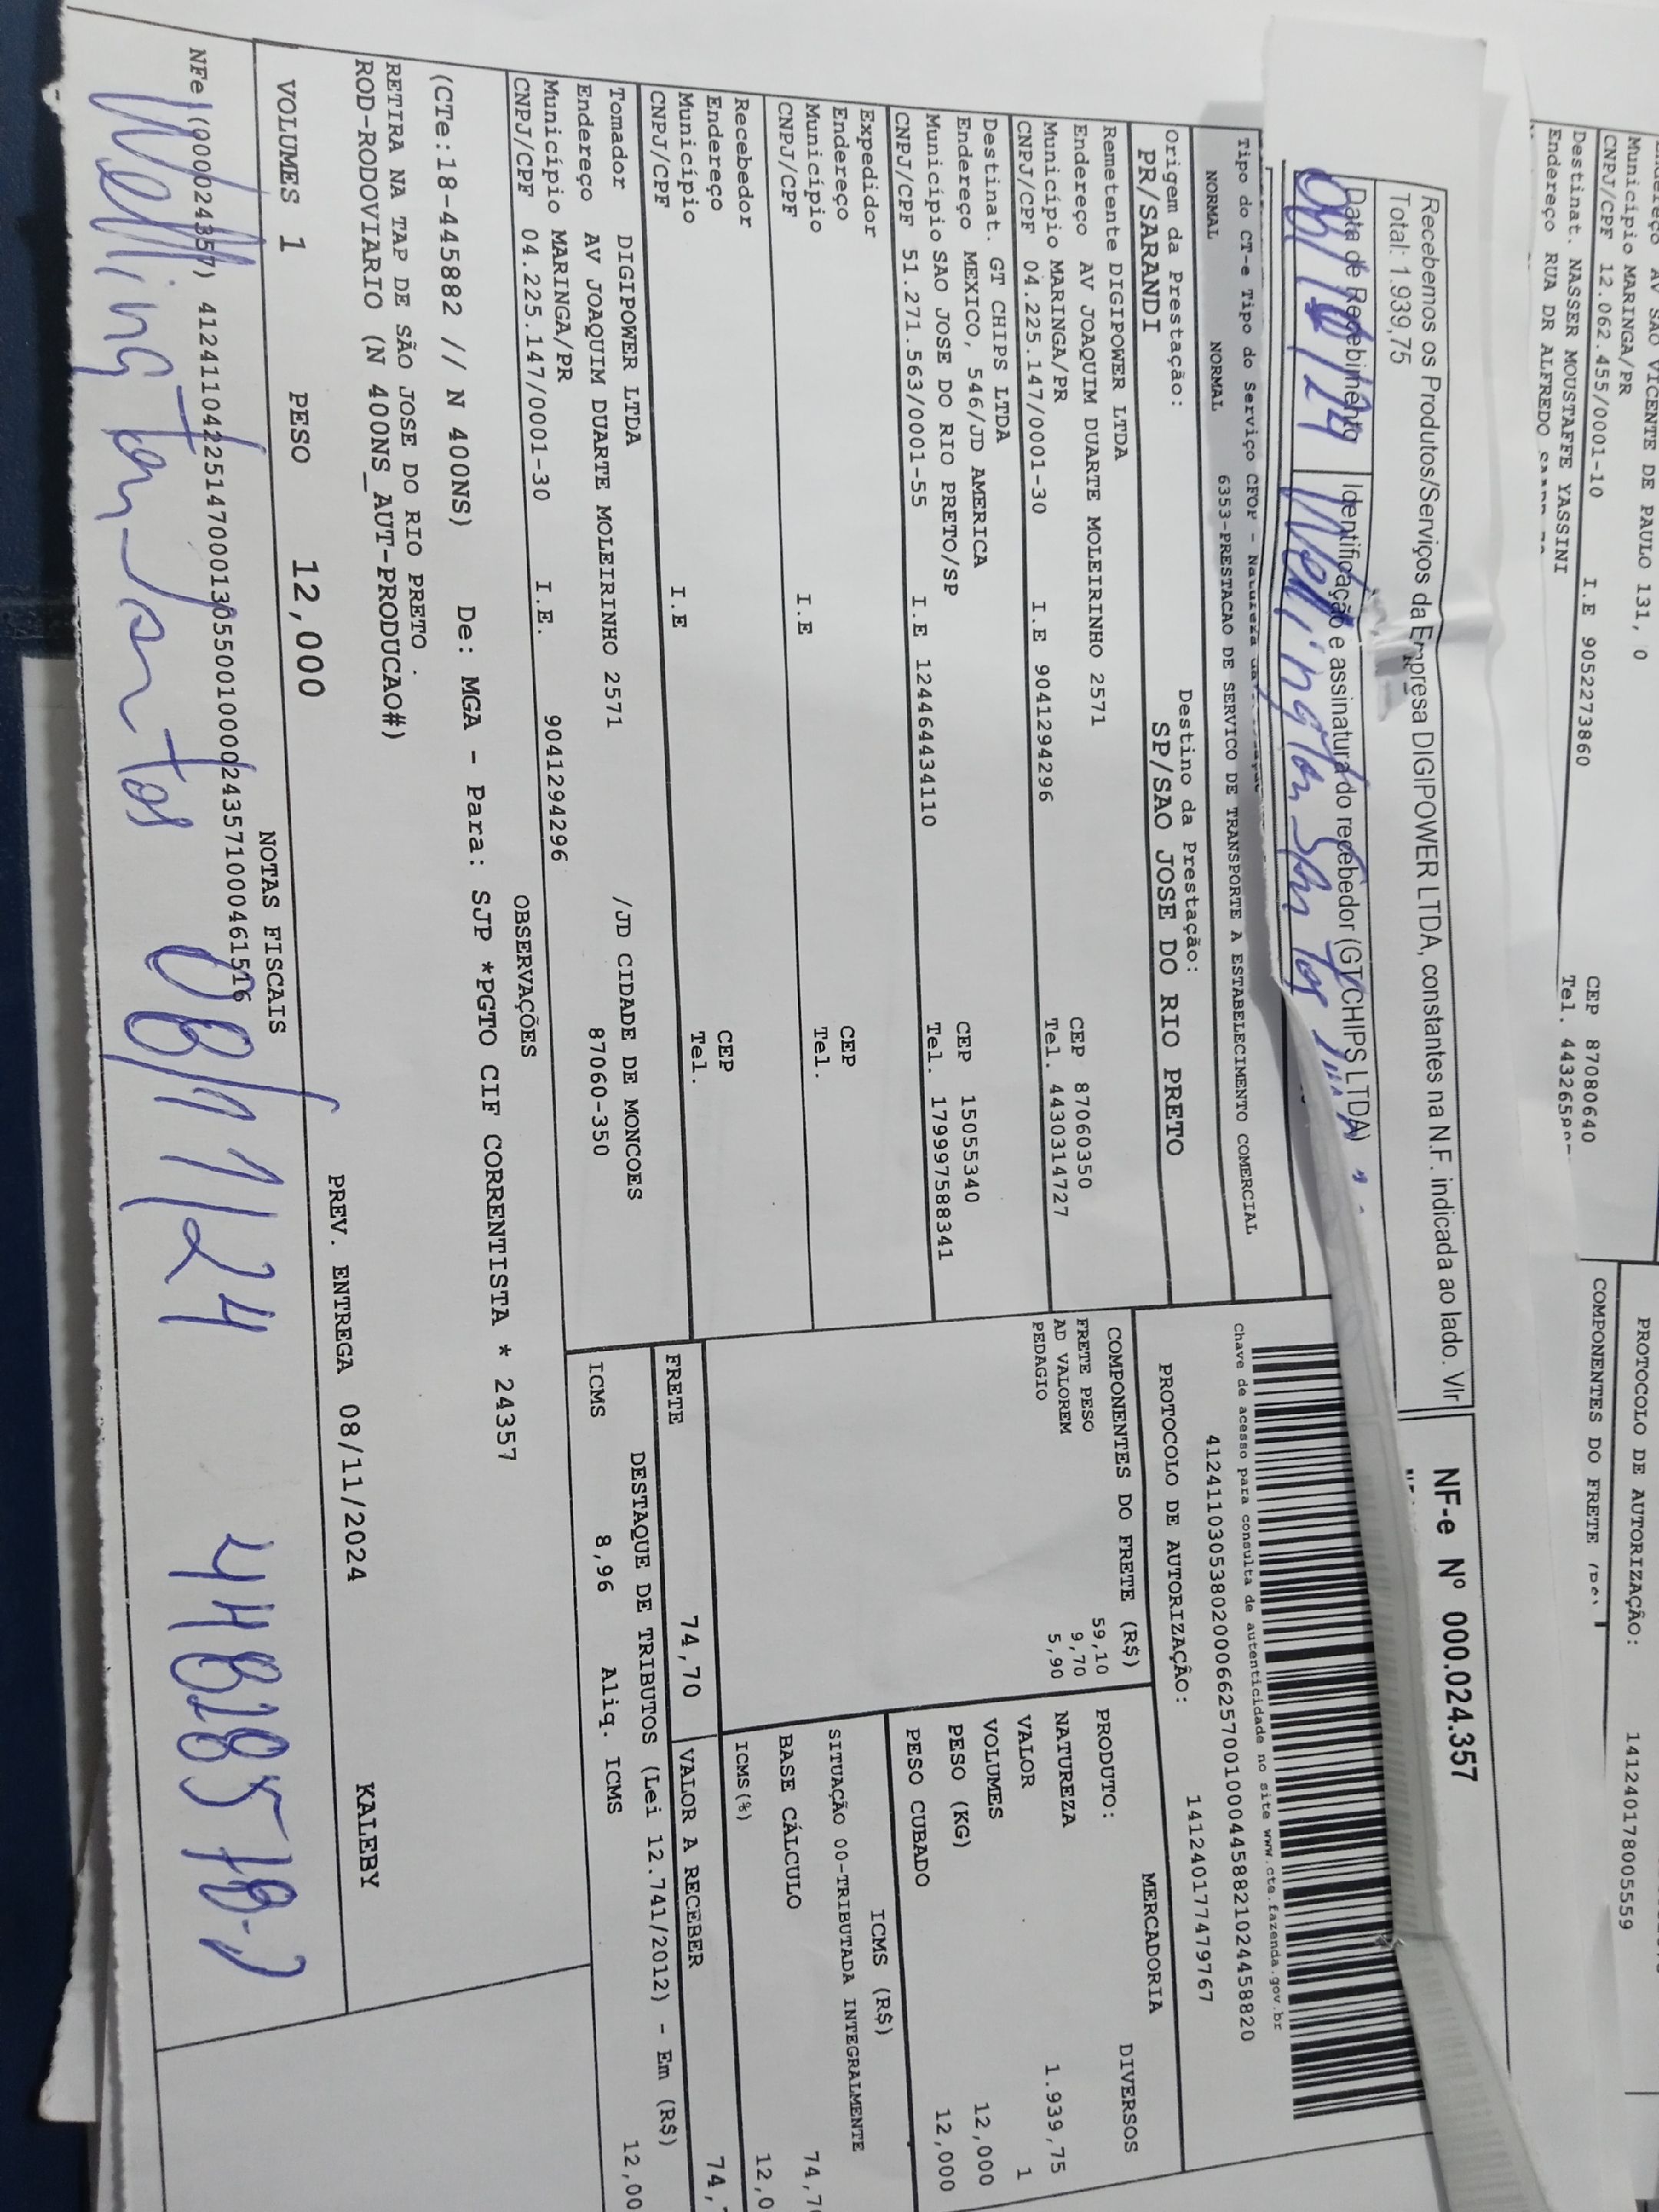 Endereço AV SAO VICENTE DE PAULO 131, 0
Município MARINGA/PR
CNPJ/CPF 12.062.455/0001-10 I.E 9052273860
CEP 87080640
Destinat. NASSER MOUSTAFFE YASSINI
Endereço RUA DR ALFREDO
PROTOCOLO DE AUTORIZAÇÃO: 141240178005559
COMPONENTES DO FRETE
Recebemos os Produtos/Serviços da Empresa DIGIPOWER LTDA, constantes na N.F. indicada ao lado. Vlr
Total: 1.939,75
NF-e Nº 000.024.357
Data de Recebimento
Identificação e assinatura do recebedor (GT CHIPS LTDA)
Wellington Santos
Tipo do CT-e Tipo do Serviço CFOP - Natureza da
NORMAL NORMAL 6353-PRESTACAO DE SERVICO DE TRANSPORTE A ESTABELECIMENTO COMERCIAL
Chave de acesso para consulta de autenticidade no site www.cte.fazenda.gov.br
41241103053802000662570010004458821024458820
PROTOCOLO DE AUTORIZAÇÃO: 141240177479767
Origem da Prestação:
PR/SARANDI
Destino da Prestação:
SP/SAO JOSE DO RIO PRETO
Remetente DIGIPOWER LTDA
Endereço AV JOAQUIM DUARTE MOLEIRINHO 2571 CEP 87060350
Município MARINGA/PR Tel. 4430314727
CNPJ/CPF 04.225.147/0001-30 I.E 9041294296
Destinat. GT CHIPS LTDA
Endereço MEXICO, 546/JD AMERICA CEP 15055340
Município SAO JOSE DO RIO PRETO/SP Tel. 179997588341
CNPJ/CPF 51.271.563/0001-55 I.E 124464434110
Expedidor
Endereço CEP
Município Tel.
CNPJ/CPF I.E
Recebedor
Endereço CEP
Município Tel.
CNPJ/CPF I.E
Tomador DIGIPOWER LTDA
Endereço AV JOAQUIM DUARTE MOLEIRINHO 2571 /JD CIDADE DE MONCOES
Município MARINGA/PR 87060-350
CNPJ/CPF 04.225.147/0001-30 I.E. 9041294296
COMPONENTES DO FRETE (R$)
FRETE PESO 59,10
AD VALOREM 9,70
PEDAGIO 5,90
MERCADORIA
PRODUTO: DIVERSOS
NATUREZA
VALOR 1.939,75
VOLUMES 1
PESO (KG) 12,000
PESO CUBADO 12,000
ICMS (R$)
SITUAÇÃO 00-TRIBUTADA INTEGRALMENTE
BASE CÁLCULO
ICMS(%)
FRETE 74,70
VALOR A RECEBER
DESTAQUE DE TRIBUTOS (Lei 12.741/2012) - Em (R$)
ICMS 8,96 Aliq. ICMS
OBSERVAÇÕES
(CTe:18-445882 // N 400NS) De: MGA - Para: SJP *PGTO CIF CORRENTISTA * 24357
RETIRA NA TAP DE SÃO JOSE DO RIO PRETO .
ROD-RODOVIARIO (N 400NS_AUT-PRODUCAO#)
VOLUMES 1 PESO 12,000
PREV. ENTREGA 08/11/2024 KALEBY
NOTAS FISCAIS
NFe (000024357) 41241104225147000130550010000243571000461516
Wellington Santos 08/11/24